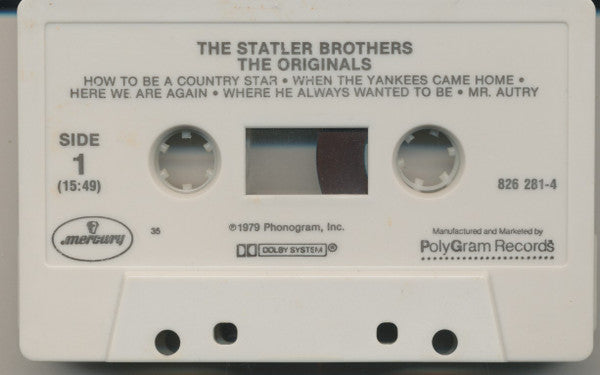 THE STATLER BROTHERS
THE ORIGINALS
HOW TO BE A COUNTRY STAR • WHEN THE YANKEES CAME HOME •
HERE WE ARE AGAIN • WHERE HE ALWAYS WANTED TO BE • MR. AUTRY
SIDE
1
(15:49)
826 281-4
mercury
35
℗1979 Phonogram, Inc.
DOLBY SYSTEM ®
Manufactured and Marketed by
PolyGram Records